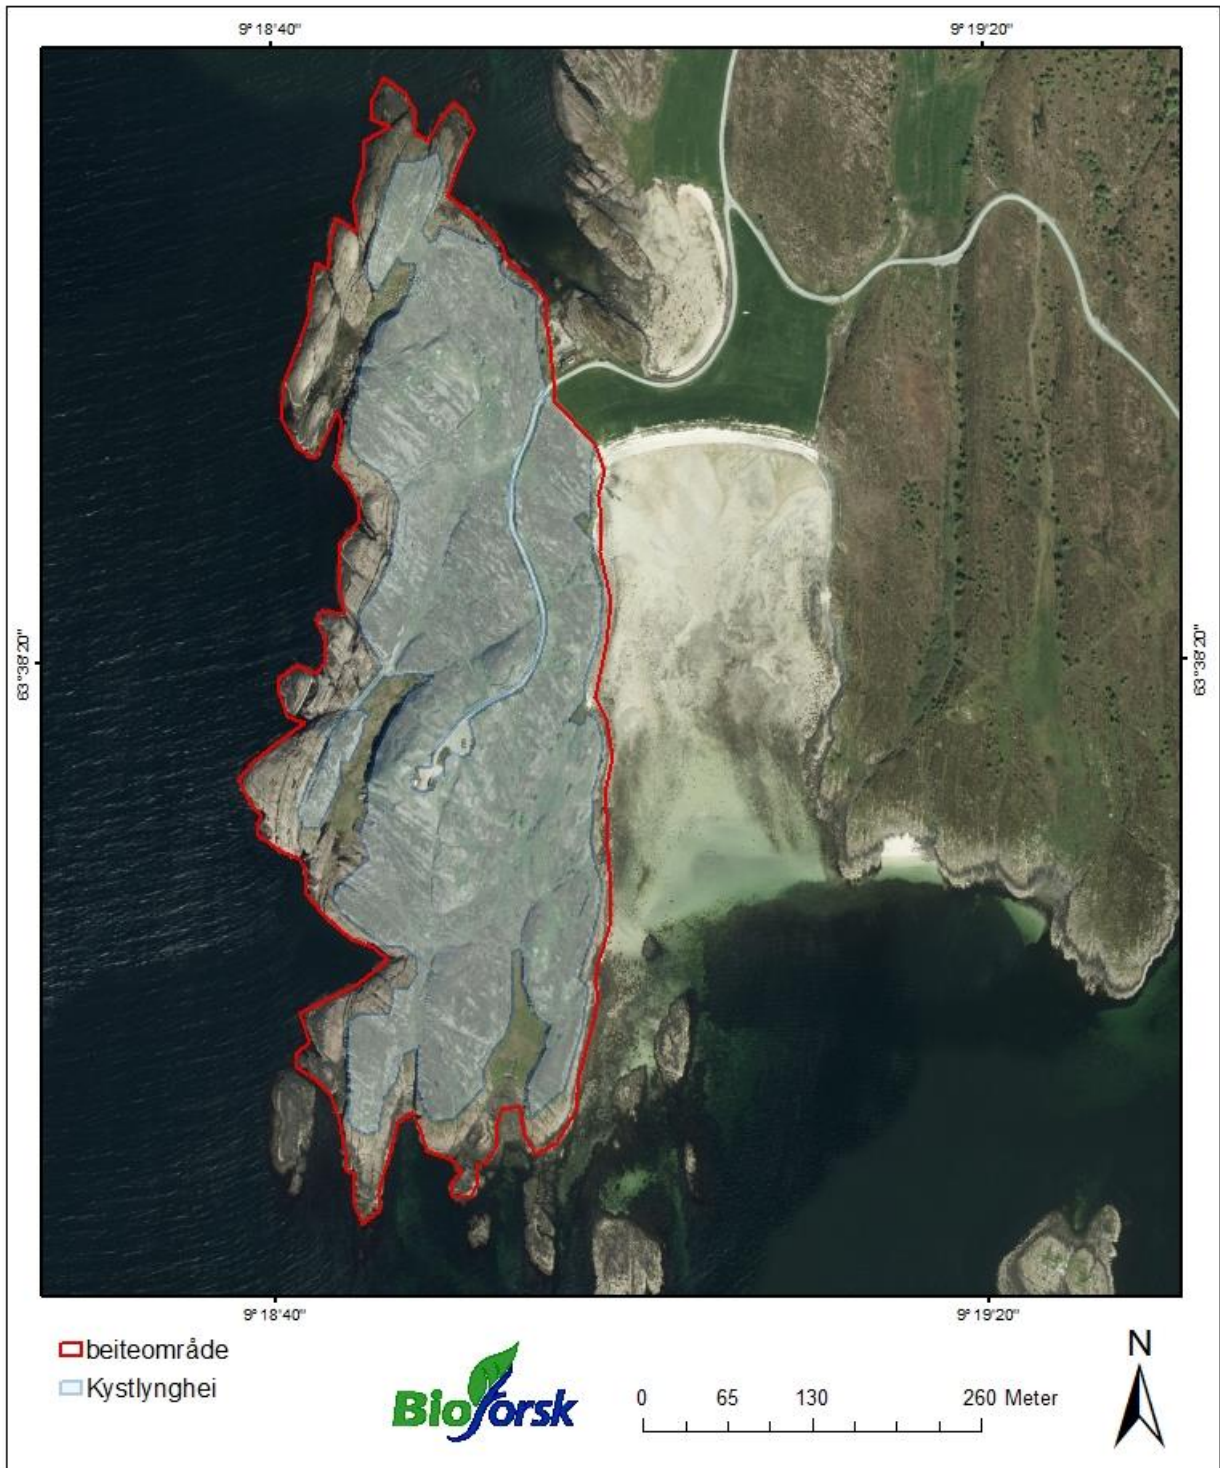 9° 18'40"
9° 19'20"
63°38'20"
63°38'20"
9° 18'40"
9° 19'20"
beiteområde
Kystlynghei
Bioforsk
0 65 130 260 Meter
N